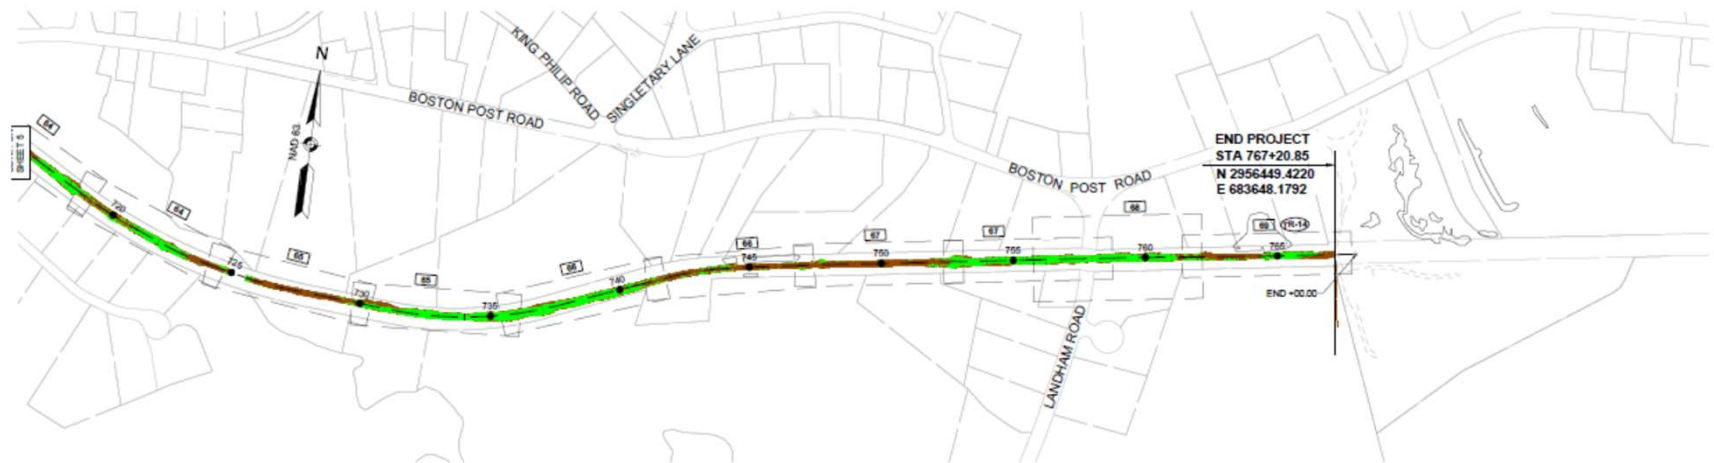 KING PHILIP ROAD
SINGLETARY LANE
N
BOSTON POST ROAD
NAD 83
SHEET 5
64
END PROJECT
STA 767+20.85
N 2956449.4220
E 683648.1792
BOSTON POST ROAD
720
64
725
65
730
65
735
66
740
66
745
67
750
67
755
68
760
69
TR-14
765
END +00.00
LANDHAM ROAD